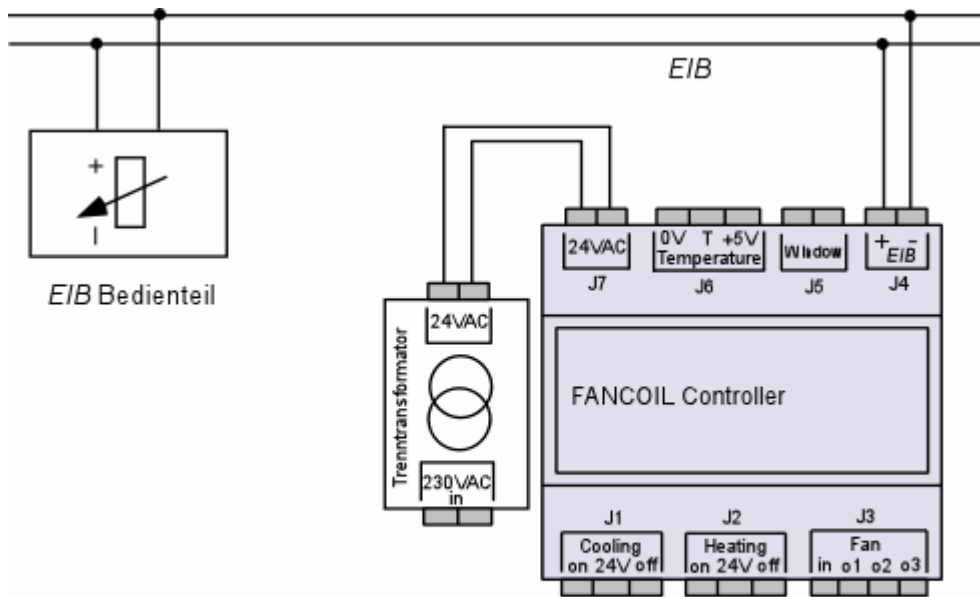 EIB
+
−
EIB Bedienteil
24VAC
0V T +5V
Temperature
Window
+ EIB −
J7
J6
J5
J4
24VAC
Trenntransformator
230VAC
in
FANCOIL Controller
J1
J2
J3
Cooling
on 24V off
Heating
on 24V off
Fan
in o1 o2 o3